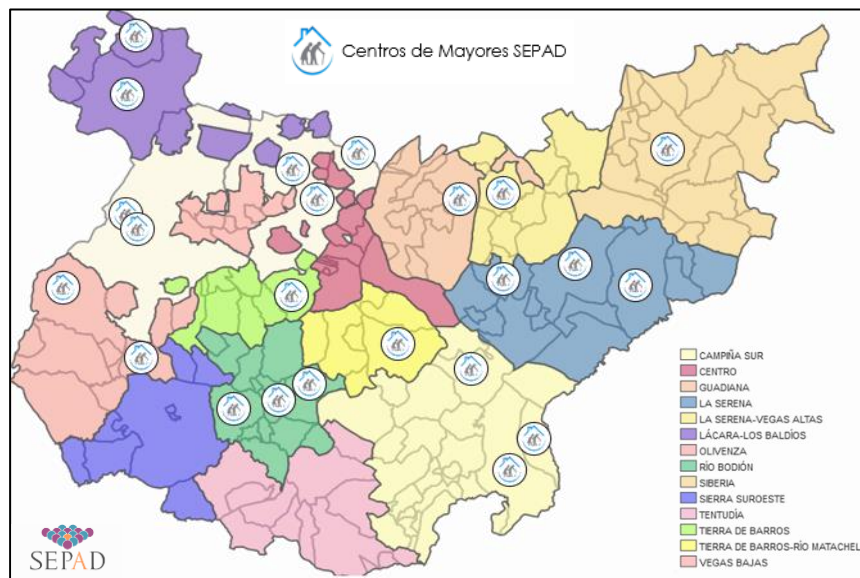 Centros de Mayores SEPAD
CAMPIÑA SUR
CENTRO
GUADIANA
LA SERENA
LA SERENA-VEGAS ALTAS
LÁCARA-LOS BALDÍOS
OLIVENZA
RÍO BODIÓN
SIBERIA
SIERRA SUROESTE
TENTUDÍA
TIERRA DE BARROS
TIERRA DE BARROS-RÍO MATACHEL
VEGAS BAJAS
SEPAD